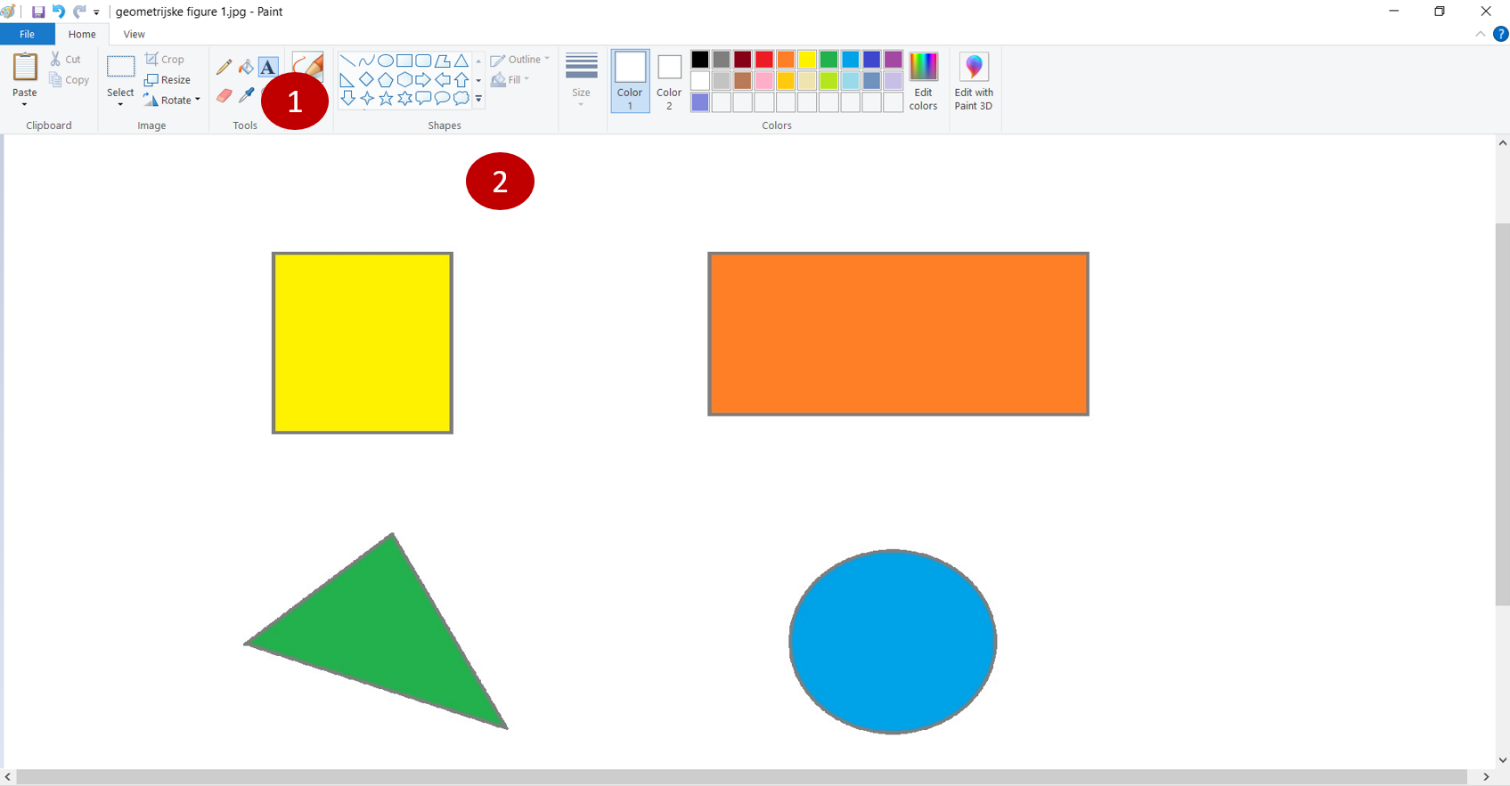 geometrijske figure 1.jpg - Paint
File Home View
Paste
Cut
Copy
Clipboard
Select
Crop
Resize
Rotate
Image
A
Tools
1
Shapes
Outline
Fill
Size
Color 1
Color 2
Edit colors
Colors
Edit with Paint 3D
?
2